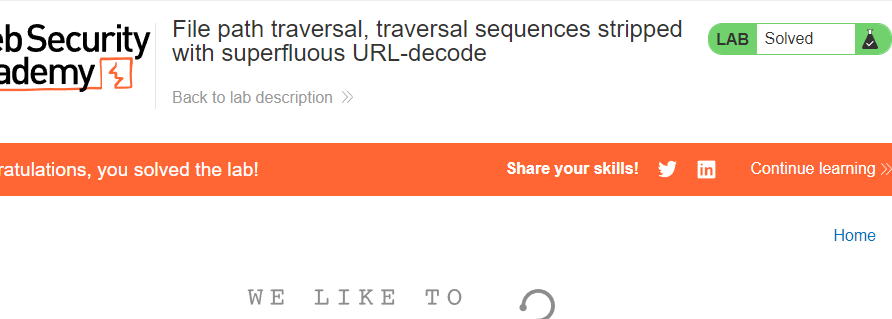 eb Security
ademy
File path traversal, traversal sequences stripped
with superfluous URL-decode
Back to lab description
LAB Solved
ratulations, you solved the lab!
Share your skills!
in
Continue learning
Home
WE LIKE TO